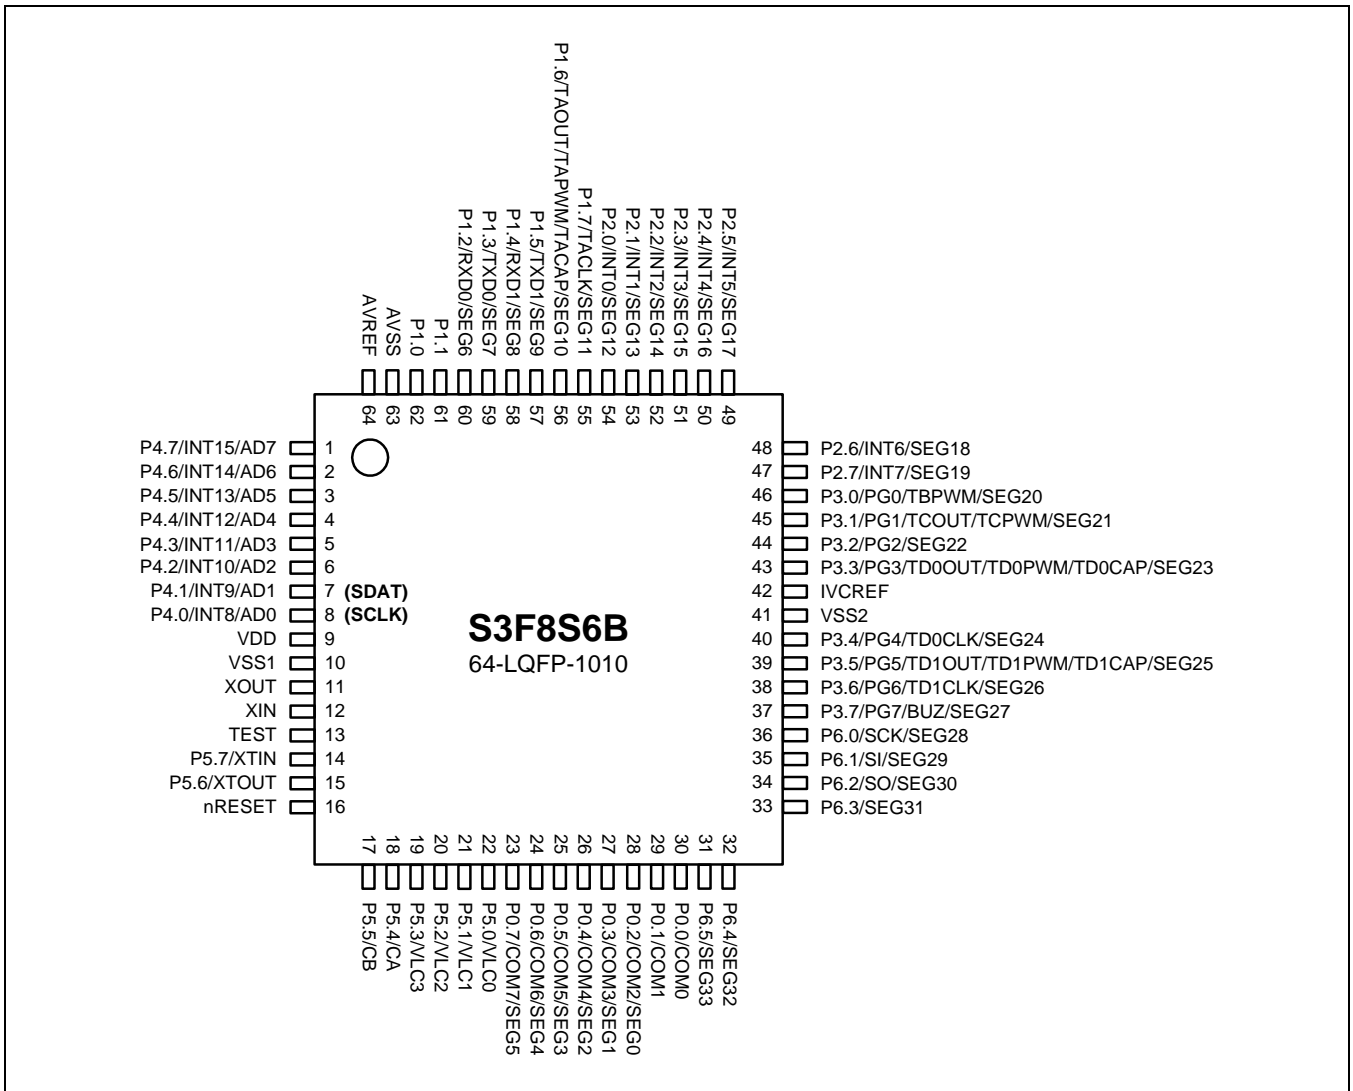 P1.6/TAOUT/TAPWM/TACAP/SEG10
AVREF
AVSS
P1.0
P1.1
P1.2/RXD0/SEG6
P1.3/TXD0/SEG7
P1.4/RXD1/SEG8
P1.5/TXD1/SEG9
P1.7/TACLK/SEG11
P2.0/INT0/SEG12
P2.1/INT1/SEG13
P2.2/INT2/SEG14
P2.3/INT3/SEG15
P2.4/INT4/SEG16
P2.5/INT5/SEG17
64 63 62 61 60 59 58 57 56 55 54 53 52 51 50 49
P4.7/INT15/AD7 1
P4.6/INT14/AD6 2
P4.5/INT13/AD5 3
P4.4/INT12/AD4 4
P4.3/INT11/AD3 5
P4.2/INT10/AD2 6
P4.1/INT9/AD1 7 (SDAT)
P4.0/INT8/AD0 8 (SCLK)
VDD 9
VSS1 10
XOUT 11
XIN 12
TEST 13
P5.7/XTIN 14
P5.6/XTOUT 15
nRESET 16
S3F8S6B
64-LQFP-1010
48 P2.6/INT6/SEG18
47 P2.7/INT7/SEG19
46 P3.0/PG0/TBPWM/SEG20
45 P3.1/PG1/TCOUT/TCPWM/SEG21
44 P3.2/PG2/SEG22
43 P3.3/PG3/TD0OUT/TD0PWM/TD0CAP/SEG23
42 IVCREF
41 VSS2
40 P3.4/PG4/TD0CLK/SEG24
39 P3.5/PG5/TD1OUT/TD1PWM/TD1CAP/SEG25
38 P3.6/PG6/TD1CLK/SEG26
37 P3.7/PG7/BUZ/SEG27
36 P6.0/SCK/SEG28
35 P6.1/SI/SEG29
34 P6.2/SO/SEG30
33 P6.3/SEG31
17 18 19 20 21 22 23 24 25 26 27 28 29 30 31 32
P5.5/CB
P5.4/CA
P5.3/VLC3
P5.2/VLC2
P5.1/VLC1
P5.0/VLC0
P0.7/COM7/SEG5
P0.6/COM6/SEG4
P0.5/COM5/SEG3
P0.4/COM4/SEG2
P0.3/COM3/SEG1
P0.2/COM2/SEG0
P0.1/COM1
P0.0/COM0
P6.5/SEG33
P6.4/SEG32